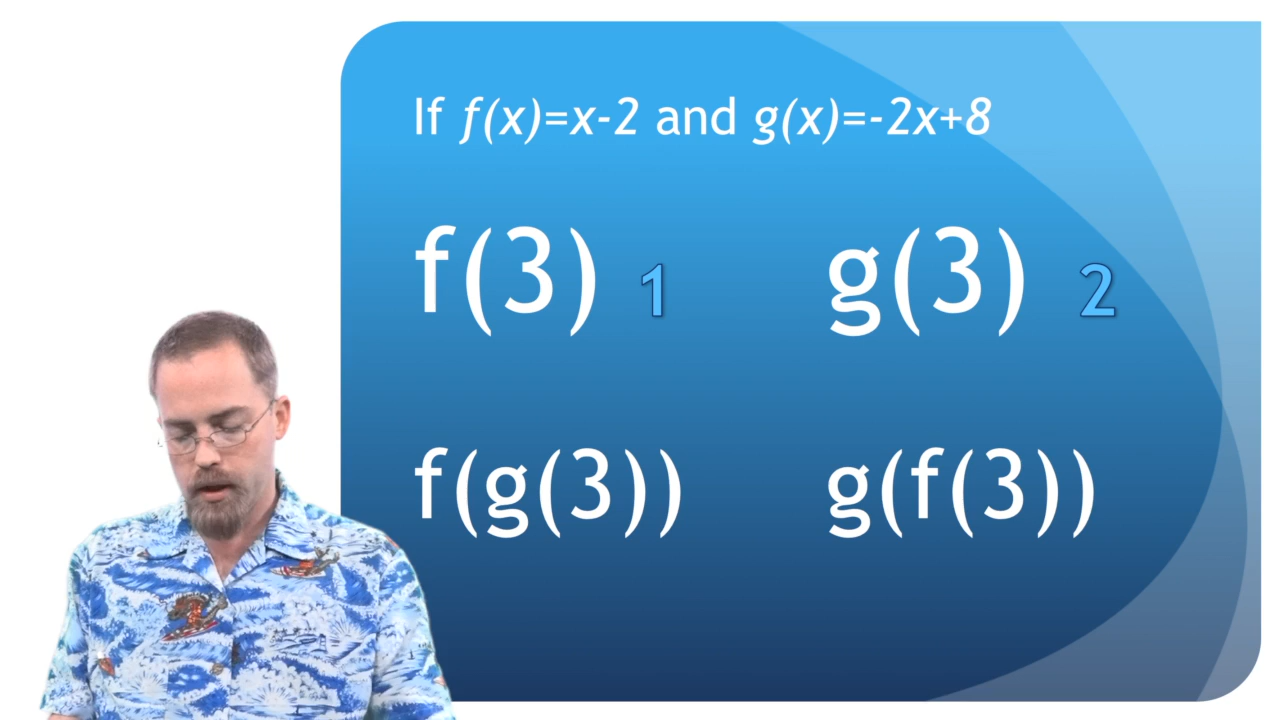 If f(x)=x-2 and g(x)=-2x+8
f(3) 1 g(3) 2
f(g(3)) g(f(3))